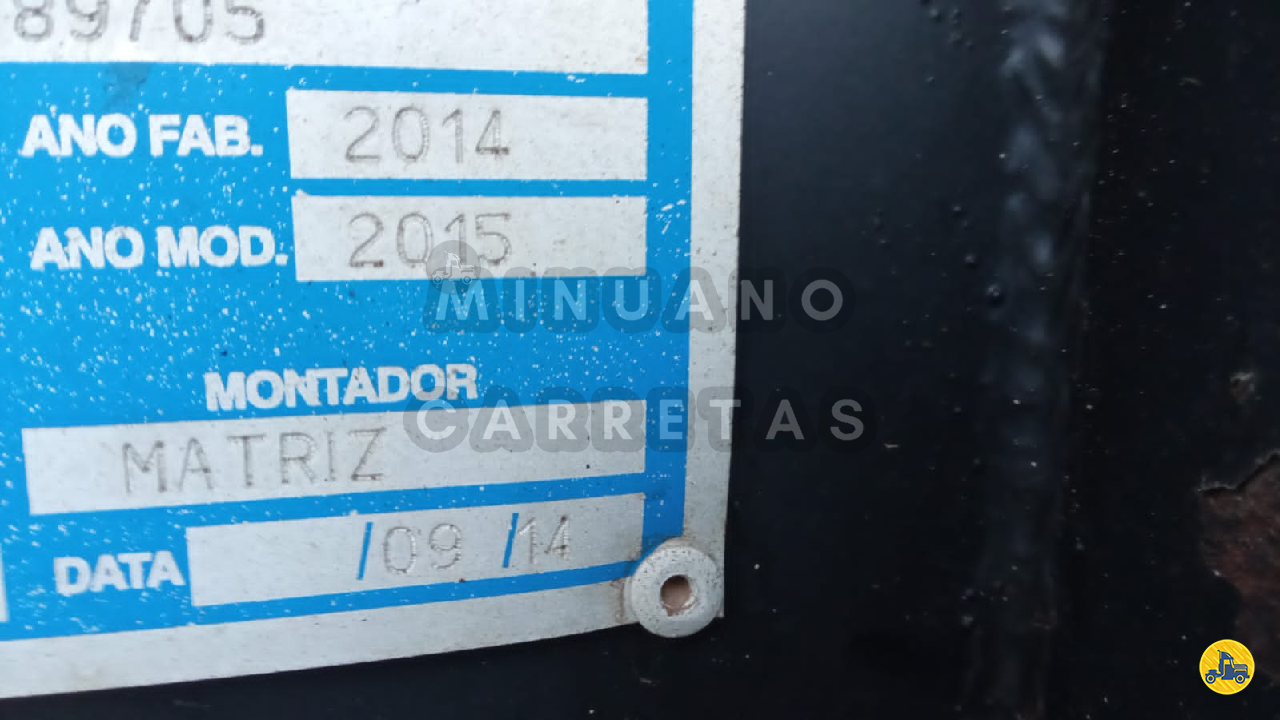 89705
ANO FAB. 2014
ANO MOD. 2015
MINUANO
MONTADOR
CARRETAS
MATRIZ
DATA /09 /14